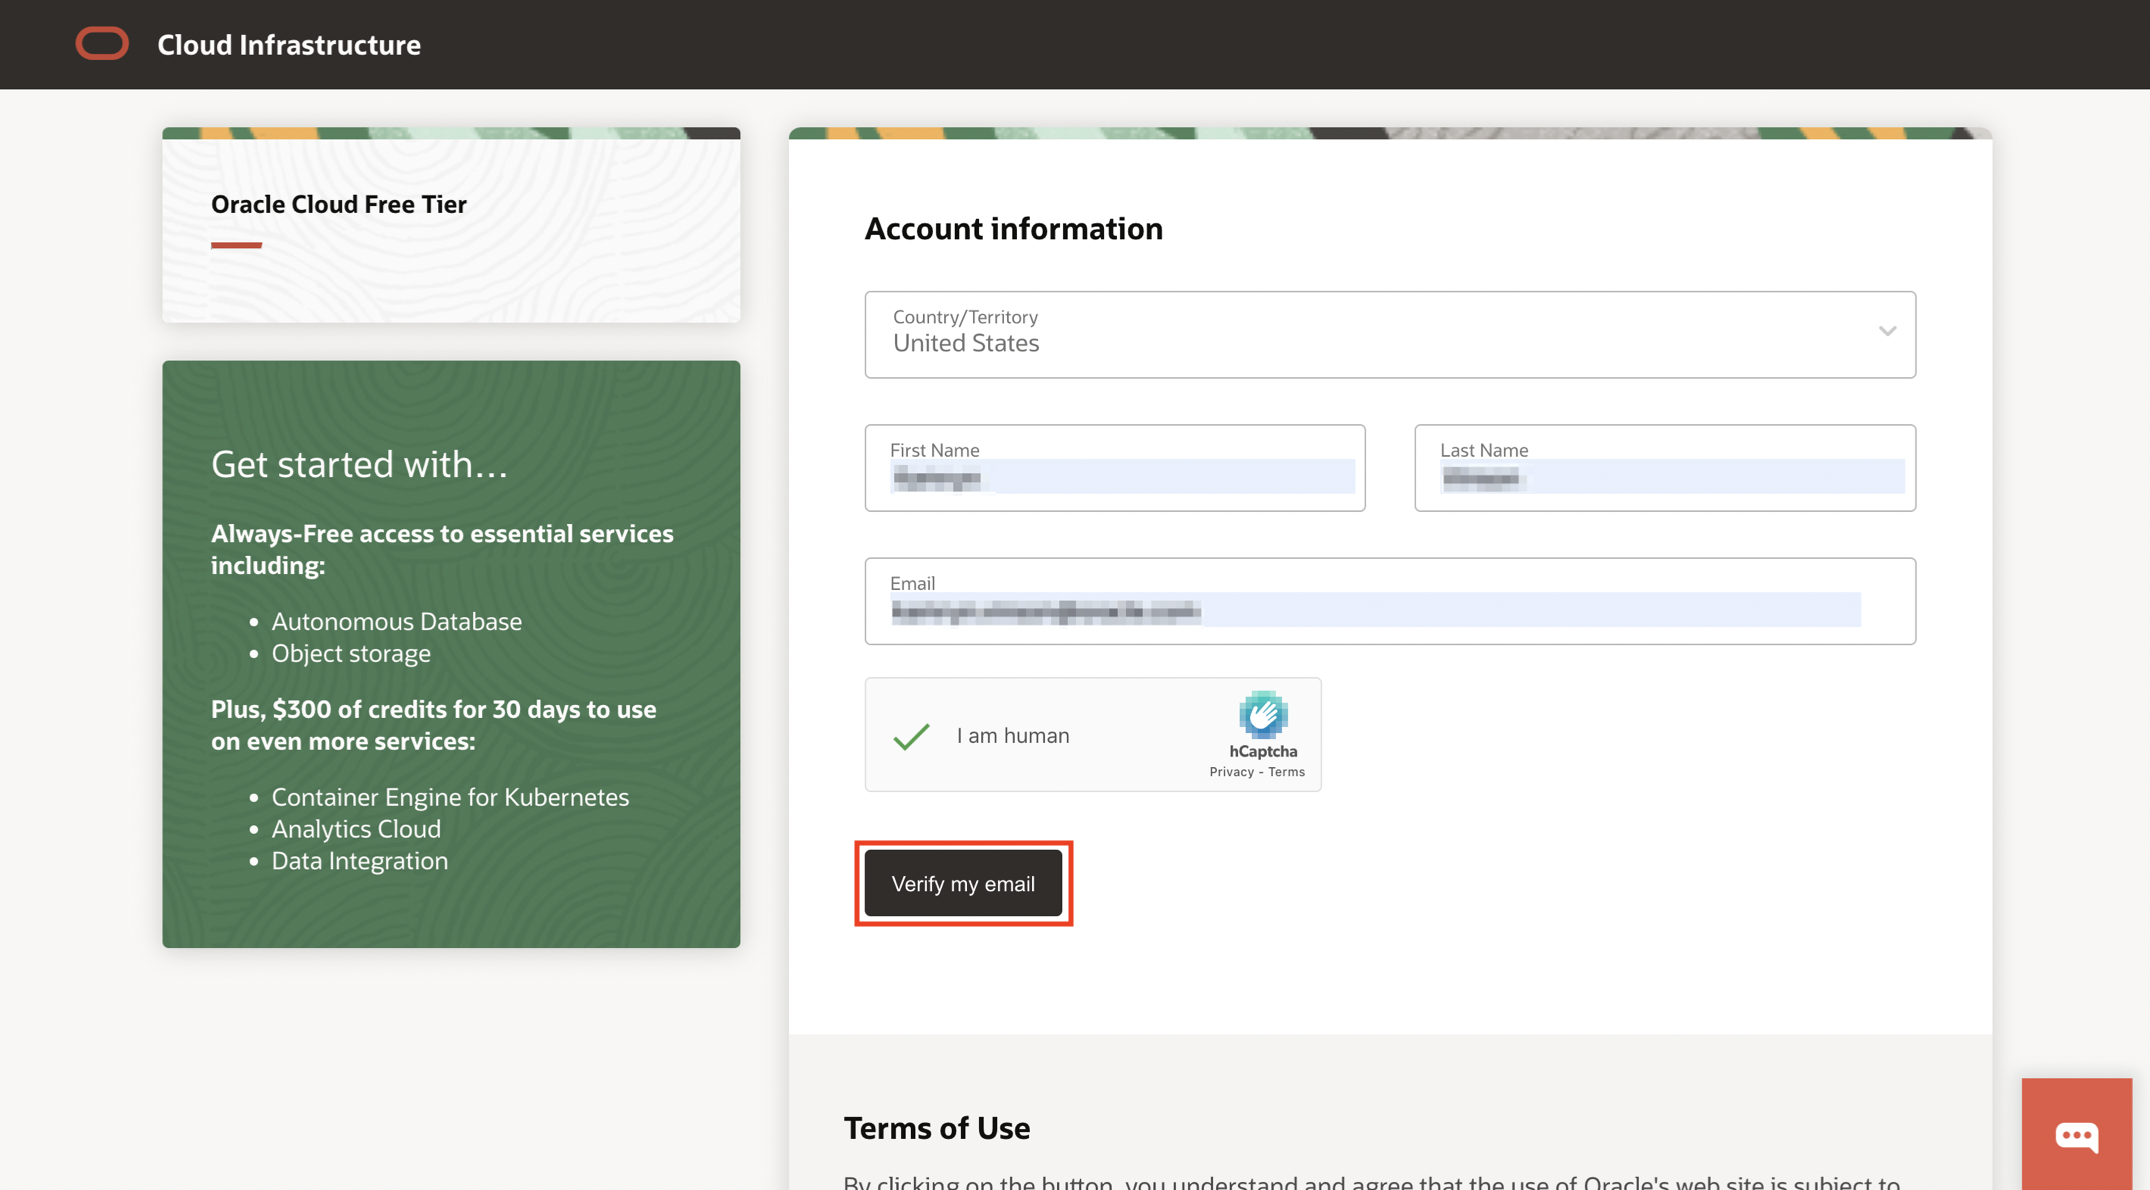 Cloud Infrastructure
Oracle Cloud Free Tier
Get started with...
Always-Free access to essential services
including:
• Autonomous Database
• Object storage
Plus, $300 of credits for 30 days to use
on even more services:
• Container Engine for Kubernetes
• Analytics Cloud
• Data Integration
Account information
Country/Territory
United States
First Name
Last Name
Email
I am human
hCaptcha
Privacy - Terms
Verify my email
Terms of Use
By clicking on the button, you understand and agree that the use of Oracle's web site is subject to